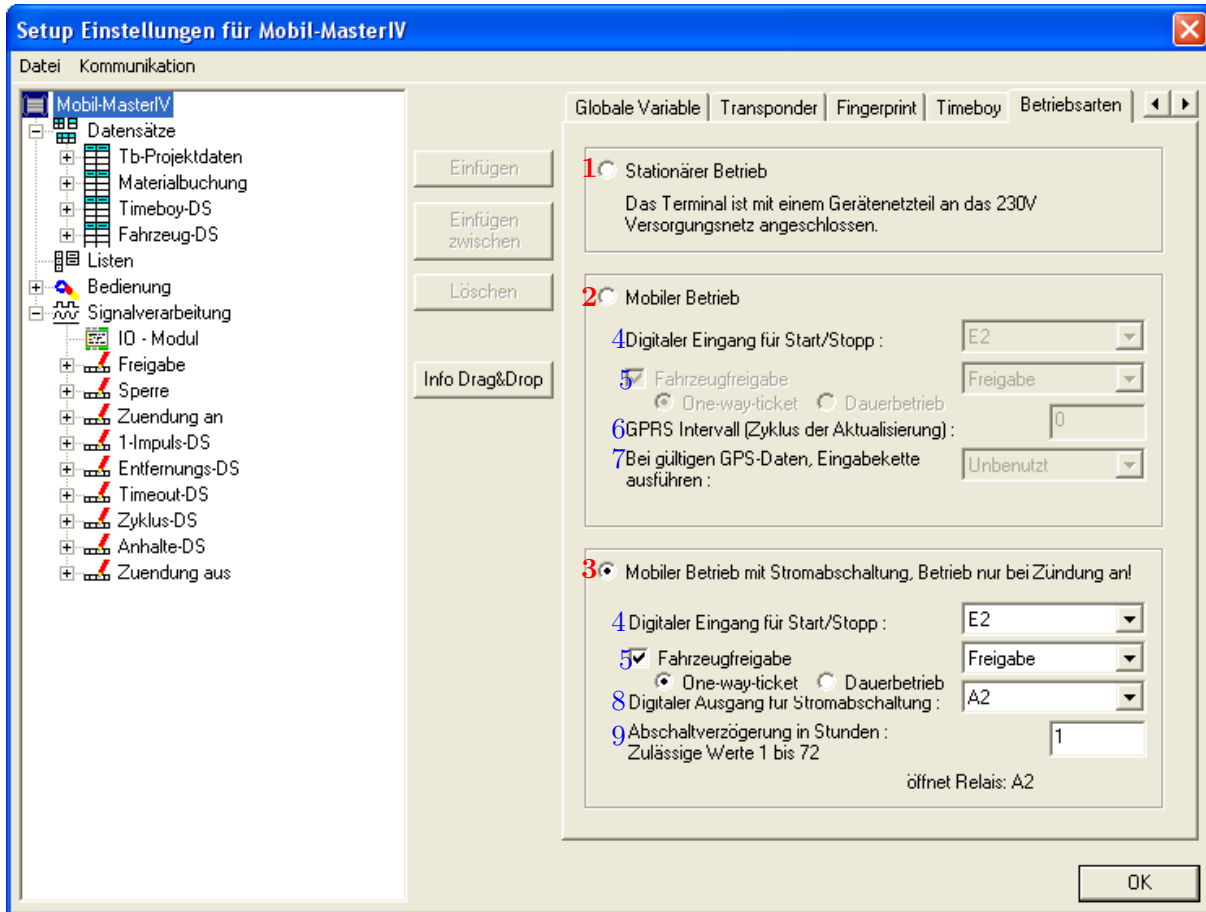 Setup Einstellungen für Mobil-MasterIV
Datei Kommunikation
Mobil-MasterIV
Datensätze
Tb-Projektdaten
Materialbuchung
Timeboy-DS
Fahrzeug-DS
Listen
Bedienung
Signalverarbeitung
IO - Modul
Freigabe
Sperre
Zuendung an
1-Impuls-DS
Entfernungs-DS
Timeout-DS
Zyklus-DS
Anhalte-DS
Zuendung aus
Einfügen
Einfügen
zwischen
Löschen
Info Drag&Drop
Globale Variable Transponder Fingerprint Timeboy Betriebsarten
1 Stationärer Betrieb
Das Terminal ist mit einem Gerätenetzteil an das 230V
Versorgungsnetz angeschlossen.
2 Mobiler Betrieb
4 Digitaler Eingang für Start/Stopp : E2
5 Fahrzeugfreigabe Freigabe
One-way-ticket Dauerbetrieb
6 GPRS Intervall (Zyklus der Aktualisierung) : 0
7 Bei gültigen GPS-Daten, Eingabekette Unbenutzt
ausführen :
3 Mobiler Betrieb mit Stromabschaltung, Betrieb nur bei Zündung an!
4 Digitaler Eingang für Start/Stopp : E2
5 Fahrzeugfreigabe Freigabe
One-way-ticket Dauerbetrieb
8 Digitaler Ausgang für Stromabschaltung : A2
9 Abschaltverzögerung in Stunden : 1
Zulässige Werte 1 bis 72
öffnet Relais: A2
OK